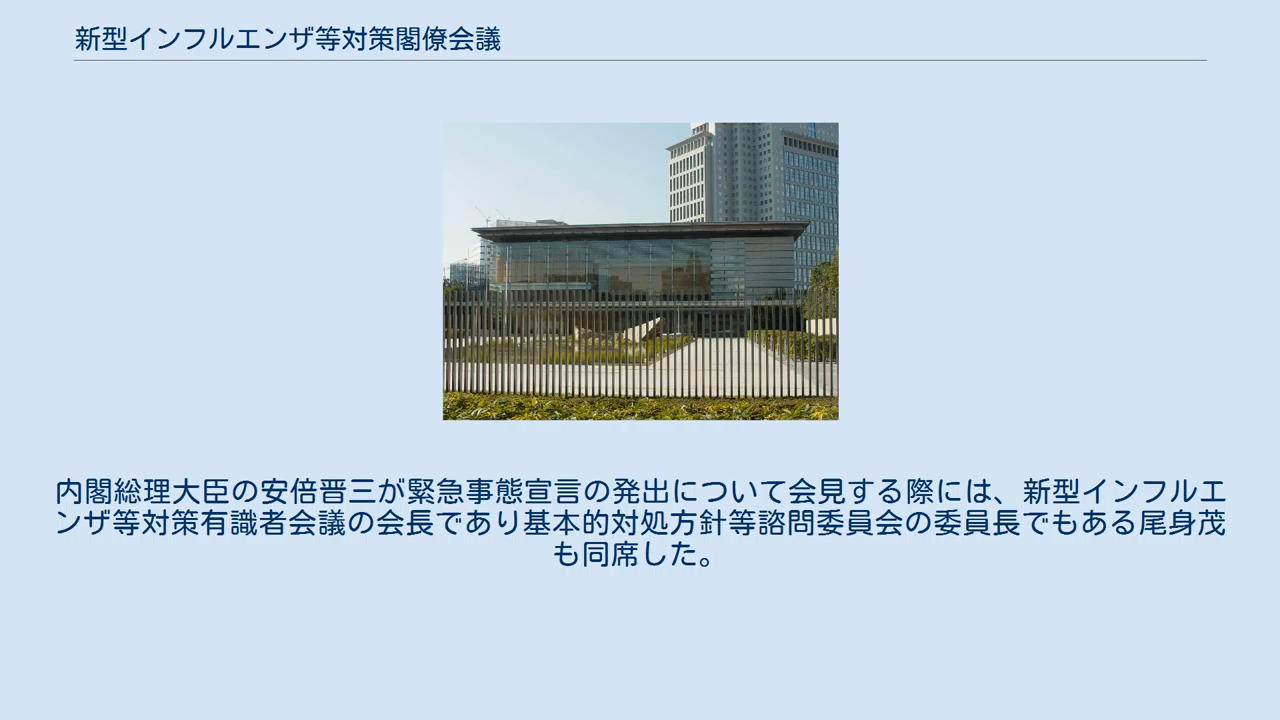 新型インフルエンザ等対策閣僚会議
内閣総理大臣の安倍晋三が緊急事態宣言の発出について会見する際には、新型インフルエ
ンザ等対策有識者会議の会長であり基本的対処方針等諮問委員会の委員長でもある尾身茂
も同席した。